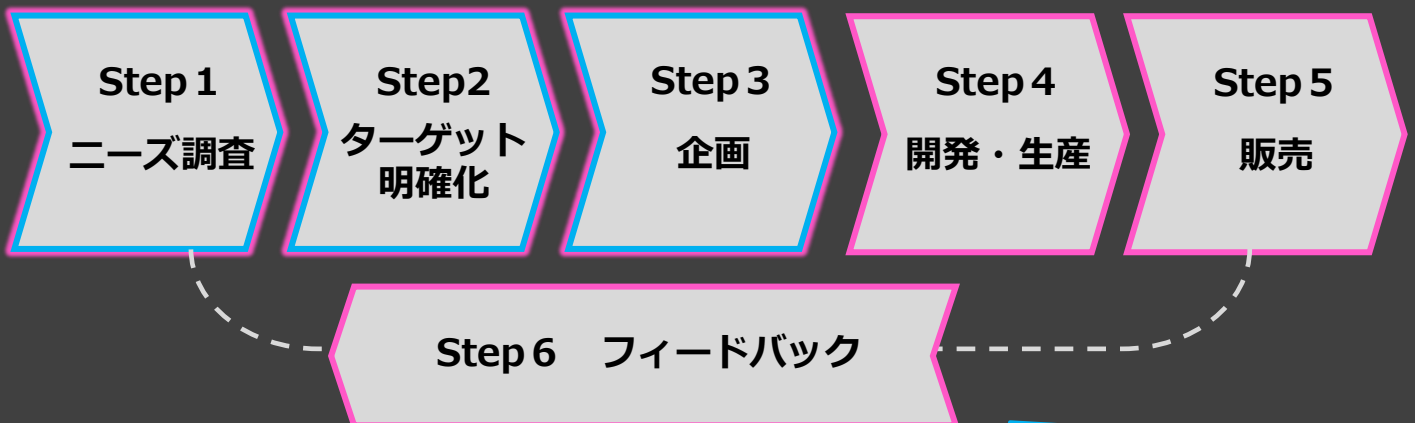 Step１
ニーズ調査
Step2
ターゲット
明確化
Step３
企画
Step４
開発・生産
Step５
販売
Step６　フィードバック